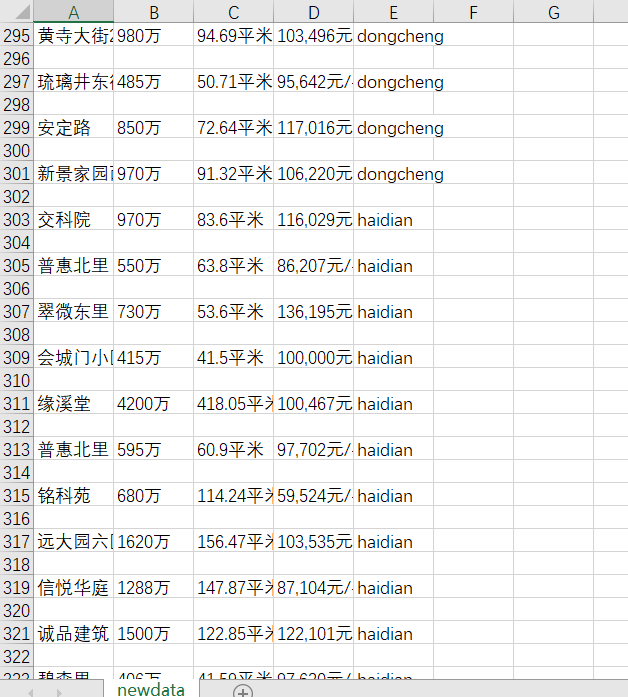 A B C D E F G
295 黄寺大街 980万 94.69平米 103,496元 dongcheng
296
297 琉璃井东 485万 50.71平米 95,642元/ dongcheng
298
299 安定路 850万 72.64平米 117,016元 dongcheng
300
301 新景家园 970万 91.32平米 106,220元 dongcheng
302
303 交科院 970万 83.6平米 116,029元 haidian
304
305 普惠北里 550万 63.8平米 86,207元/ haidian
306
307 翠微东里 730万 53.6平米 136,195元 haidian
308
309 会城门小 415万 41.5平米 100,000元 haidian
310
311 缘溪堂 4200万 418.05平米 100,467元 haidian
312
313 普惠北里 595万 60.9平米 97,702元/ haidian
314
315 铭科苑 680万 114.24平米 59,524元/ haidian
316
317 远大园六 1620万 156.47平米 103,535元 haidian
318
319 信悦华庭 1288万 147.87平米 87,104元/ haidian
320
321 诚品建筑 1500万 122.85平米 122,101元 haidian
322
newdata